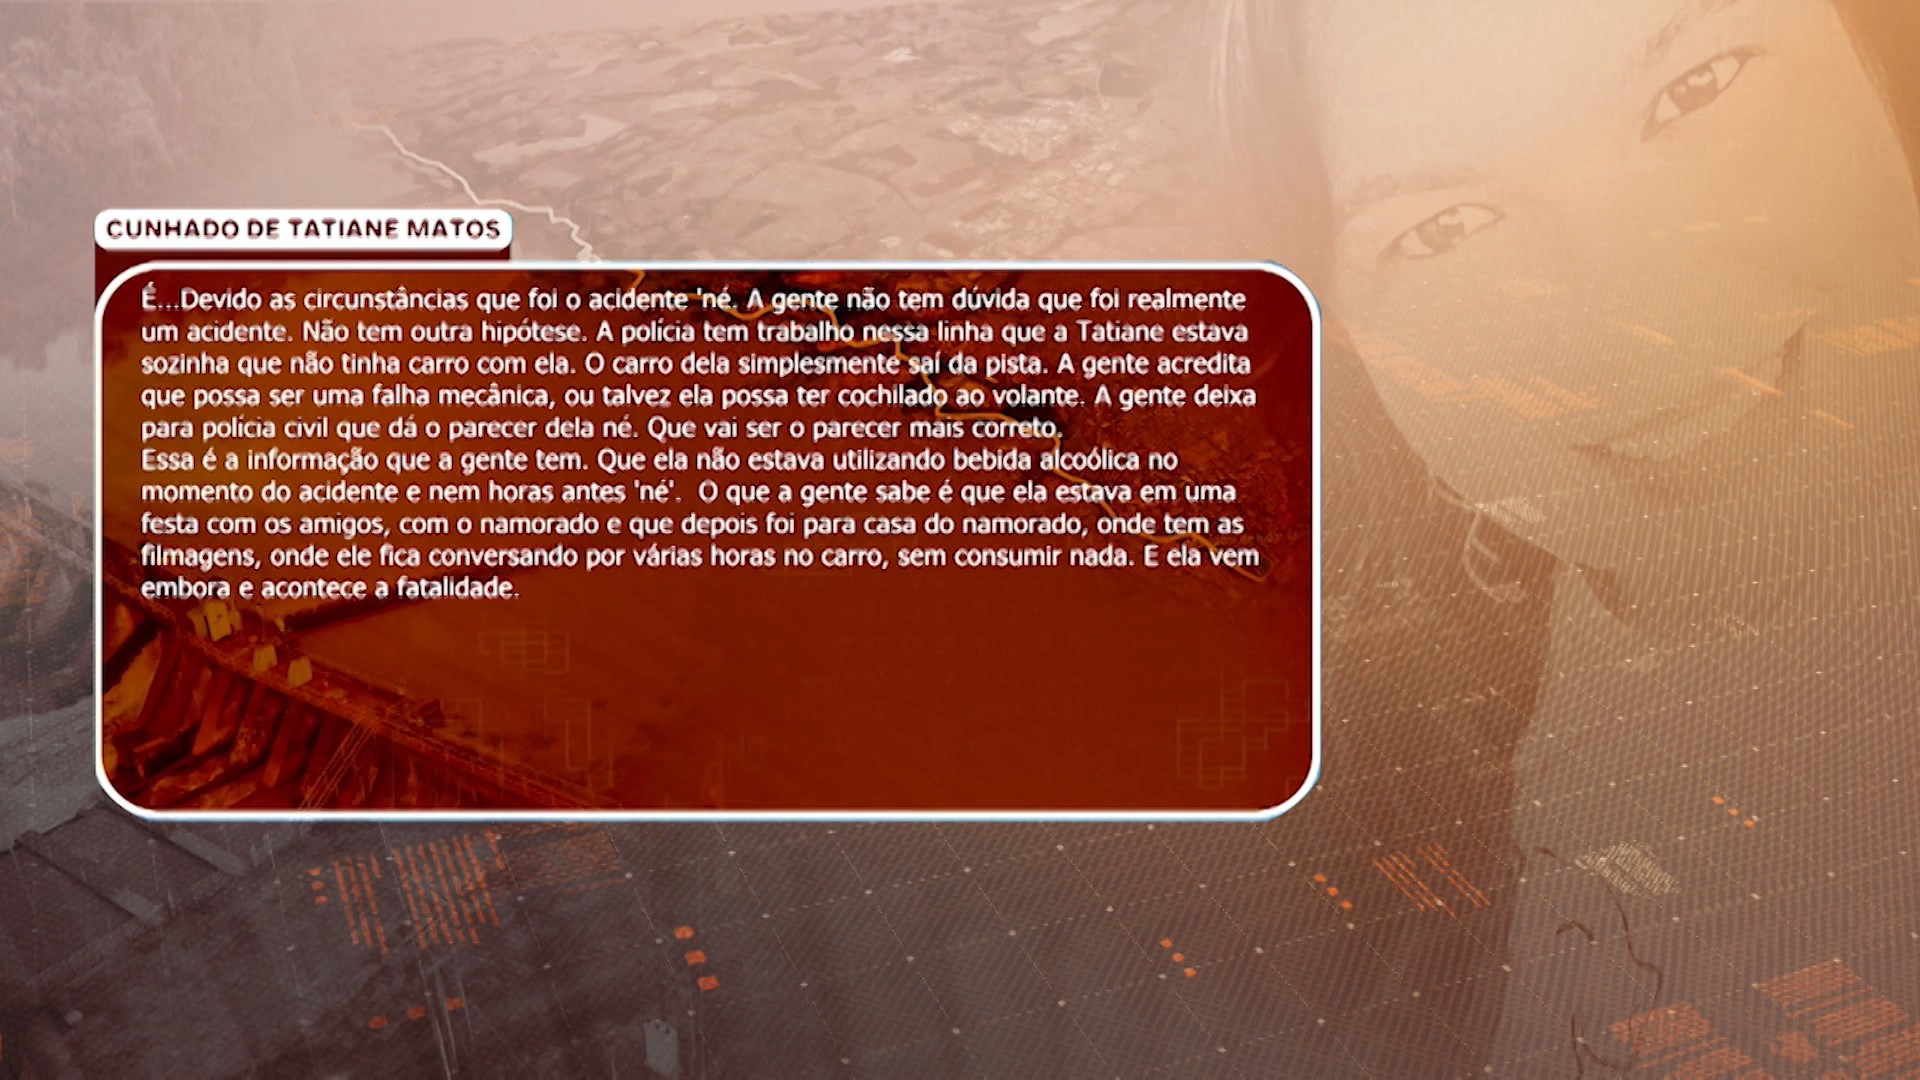 CUNHADO DE TATIANE MATOS
É...Devido as circunstâncias que foi o acidente 'né. A gente não tem dúvida que foi realmente
um acidente. Não tem outra hipótese. A polícia tem trabalho nessa linha que a Tatiane estava
sozinha que não tinha carro com ela. O carro dela simplesmente saí da pista. A gente acredita
que possa ser uma falha mecânica, ou talvez ela possa ter cochilado ao volante. A gente deixa
para polícia civil que dá o parecer dela né. Que vai ser o parecer mais correto.
Essa é a informação que a gente tem. Que ela não estava utilizando bebida alcoólica no
momento do acidente e nem horas antes 'né'. O que a gente sabe é que ela estava em uma
festa com os amigos, com o namorado e que depois foi para casa do namorado, onde tem as
filmagens, onde ele fica conversando por várias horas no carro, sem consumir nada. E ela vem
embora e acontece a fatalidade.